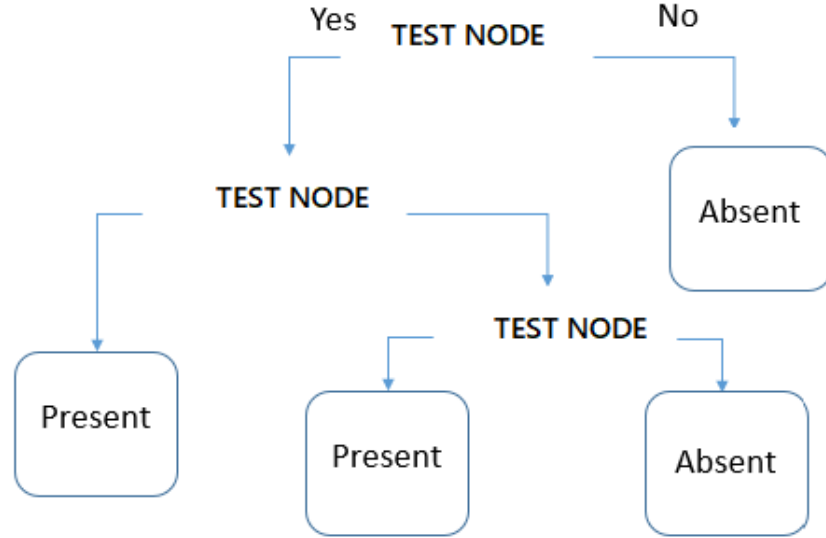 Yes
TEST NODE
No
TEST NODE
Absent
TEST NODE
Present
Present
Absent